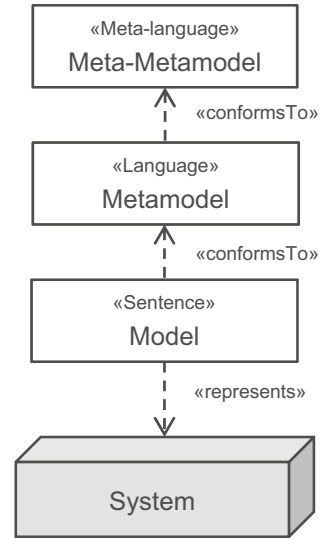 «Meta-language»
Meta-Metamodel
«conformsTo»
«Language»
Metamodel
«conformsTo»
«Sentence»
Model
«represents»
System